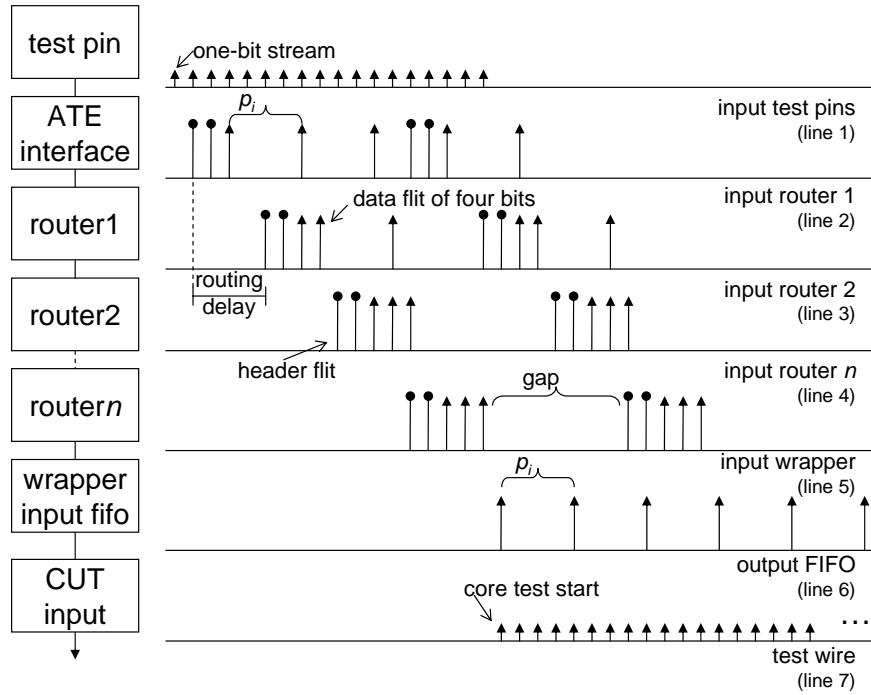 test pin
one-bit stream
ATE
interface
pi
input test pins
(line 1)
router1
data flit of four bits
input router 1
(line 2)
routing
delay
router2
input router 2
(line 3)
header flit
gap
input router n
(line 4)
routern
pi
input wrapper
(line 5)
wrapper
input fifo
output FIFO
(line 6)
CUT
input
core test start
...
test wire
(line 7)